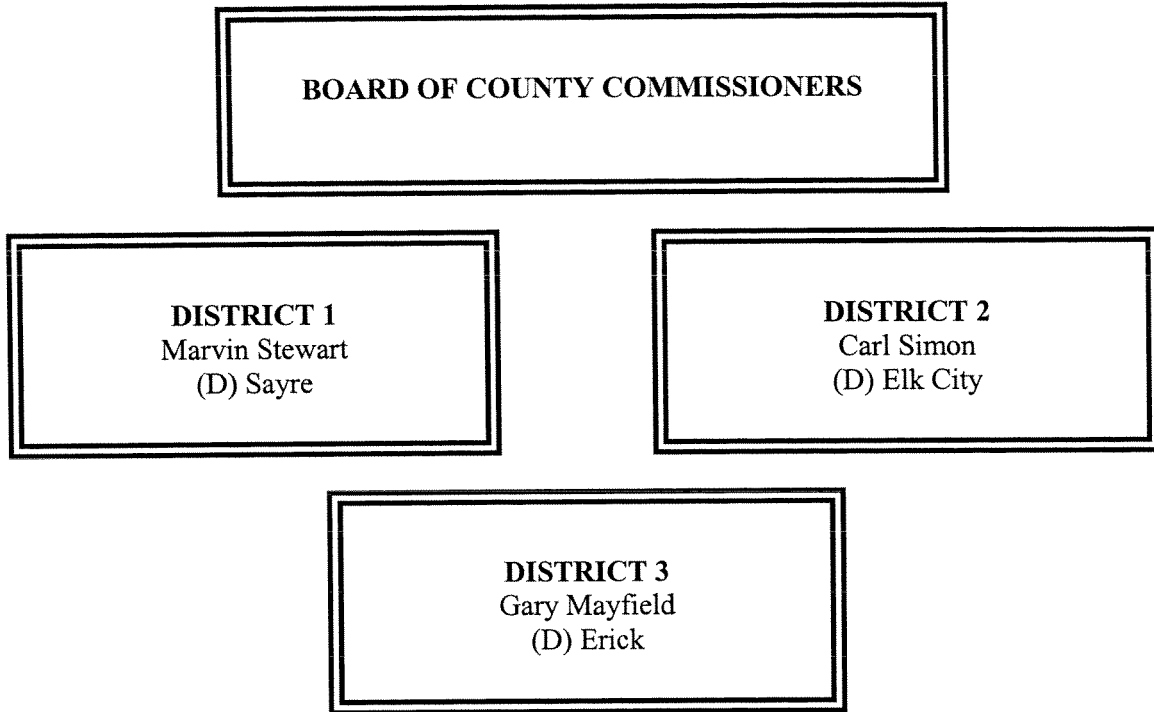 BOARD OF COUNTY COMMISSIONERS
DISTRICT 1
Marvin Stewart
(D) Sayre
DISTRICT 2
Carl Simon
(D) Elk City
DISTRICT 3
Gary Mayfield
(D) Erick